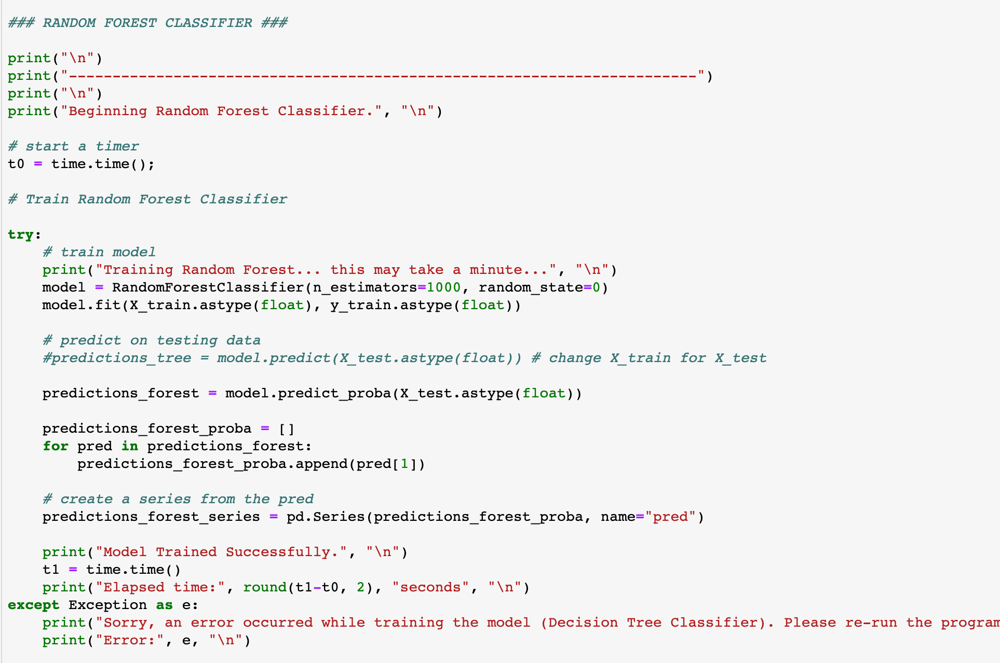 ### RANDOM FOREST CLASSIFIER ###
print("\n")
print("------------------------------------------------------------------------")
print("\n")
print("Beginning Random Forest Classifier.", "\n")
# start a timer
t0 = time.time();
# Train Random Forest Classifier
try:
    # train model
    print("Training Random Forest... this may take a minute...", "\n")
    model = RandomForestClassifier(n_estimators=1000, random_state=0)
    model.fit(X_train.astype(float), y_train.astype(float))
    # predict on testing data
    #predictions_tree = model.predict(X_test.astype(float)) # change X_train for X_test
    predictions_forest = model.predict_proba(X_test.astype(float))
    predictions_forest_proba = []
    for pred in predictions_forest:
        predictions_forest_proba.append(pred[1])
    # create a series from the pred
    predictions_forest_series = pd.Series(predictions_forest_proba, name="pred")
    print("Model Trained Successfully.", "\n")
    t1 = time.time()
    print("Elapsed time:", round(t1-t0, 2), "seconds", "\n")
except Exception as e:
    print("Sorry, an error occurred while training the model (Decision Tree Classifier). Please re-run the program
    print("Error:", e, "\n")